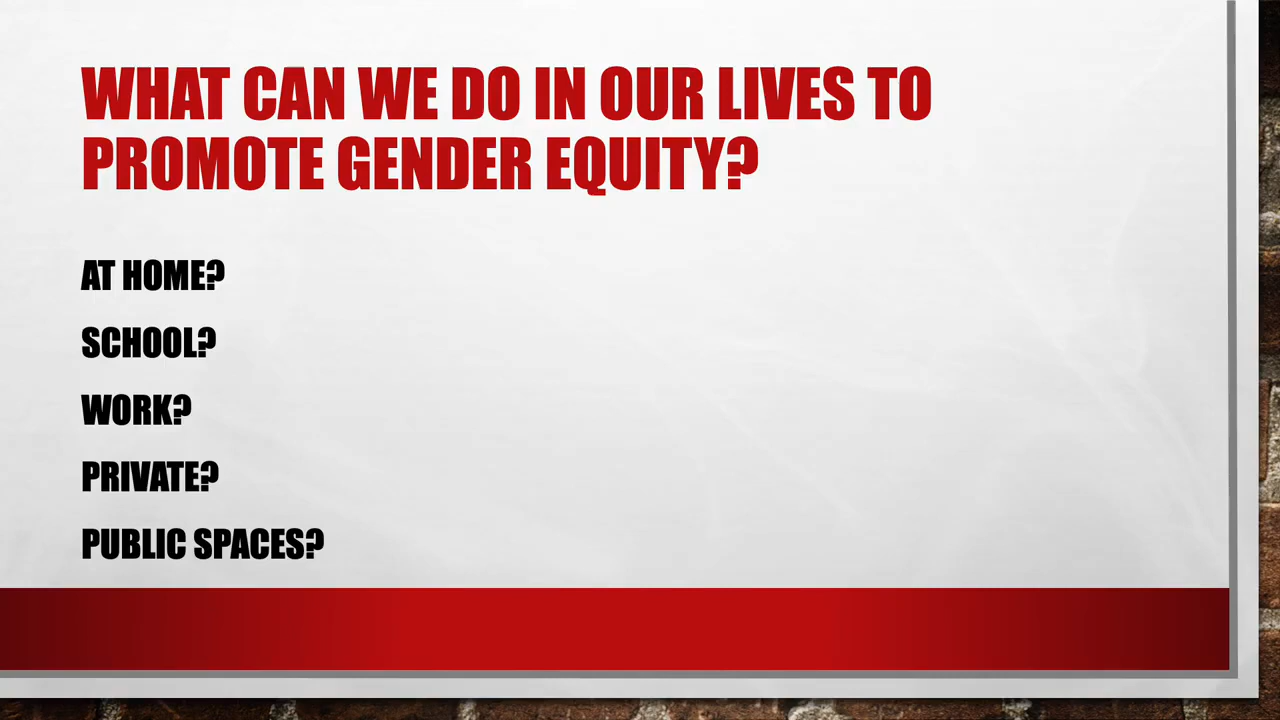 WHAT CAN WE DO IN OUR LIVES TO
PROMOTE GENDER EQUITY?
AT HOME?
SCHOOL?
WORK?
PRIVATE?
PUBLIC SPACES?